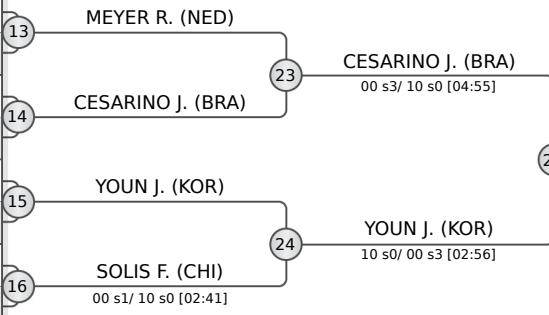 MEYER R. (NED)
13
23
CESARINO J. (BRA)
00 s3/ 10 s0 [04:55]
CESARINO J. (BRA)
14
YOUN J. (KOR)
15
24
YOUN J. (KOR)
10 s0/ 00 s3 [02:56]
SOLIS F. (CHI)
16
00 s1/ 10 s0 [02:41]